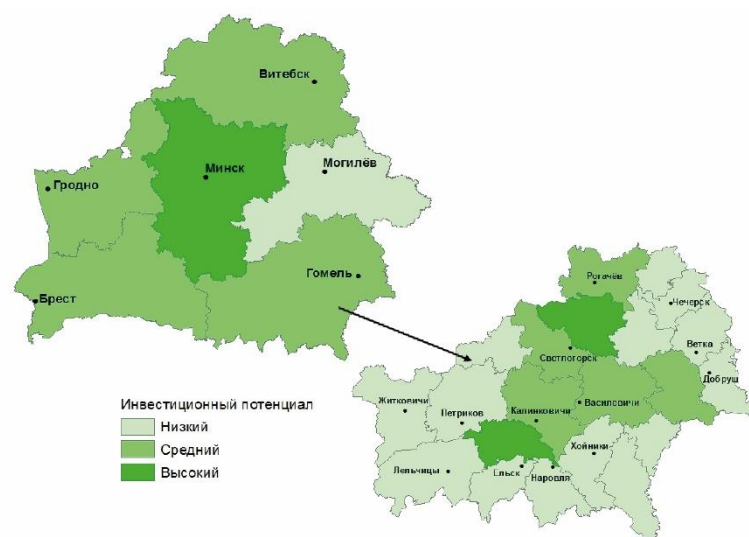 Витебск
Минск
Могилёв
Гродно
Гомель
Брест
Рогачёв
Чечерск
Ветка
Светлогорск
Добруш
Житковичи
Петриков
Калинковичи
Василевичи
Хойники
Лельчицы
Ельск
Наровля
Инвестиционный потенциал
Низкий
Средний
Высокий